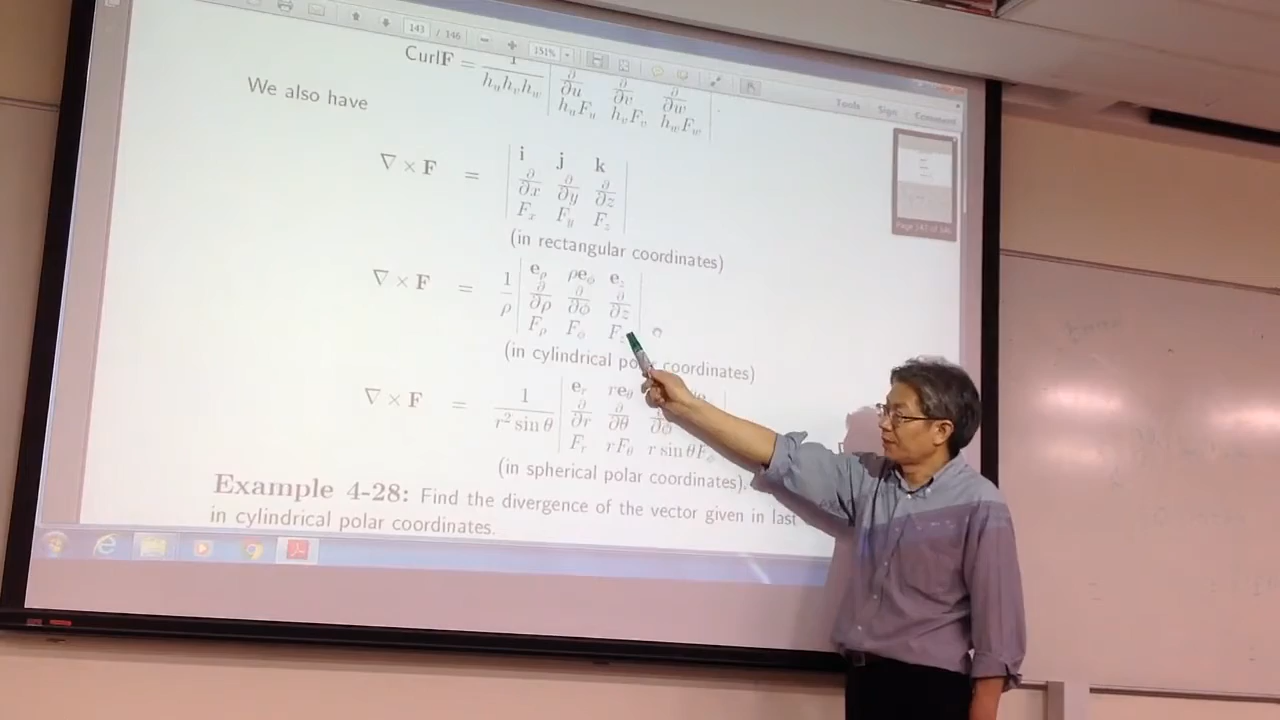 143 / 146 151%
Tools Sign Comment
CurlF = 1 / h_u h_v h_w | ∂/∂u ∂/∂v ∂/∂w |
| h_u F_u h_v F_v h_w F_w | .
We also have
∇ × F = | i j k |
| ∂/∂x ∂/∂y ∂/∂z |
| F_x F_y F_z |
(in rectangular coordinates)
∇ × F = 1/ρ | e_ρ ρe_ϕ e_z |
| ∂/∂ρ ∂/∂ϕ ∂/∂z |
| F_ρ F_ϕ F_z |
(in cylindrical polar coordinates)
∇ × F = 1 / r² sin θ | e_r re_θ
| ∂/∂r ∂/∂θ ∂/∂ϕ |
| F_r rF_θ r sin θF
(in spherical polar coordinates).
Example 4-28: Find the divergence of the vector given in last
in cylindrical polar coordinates.